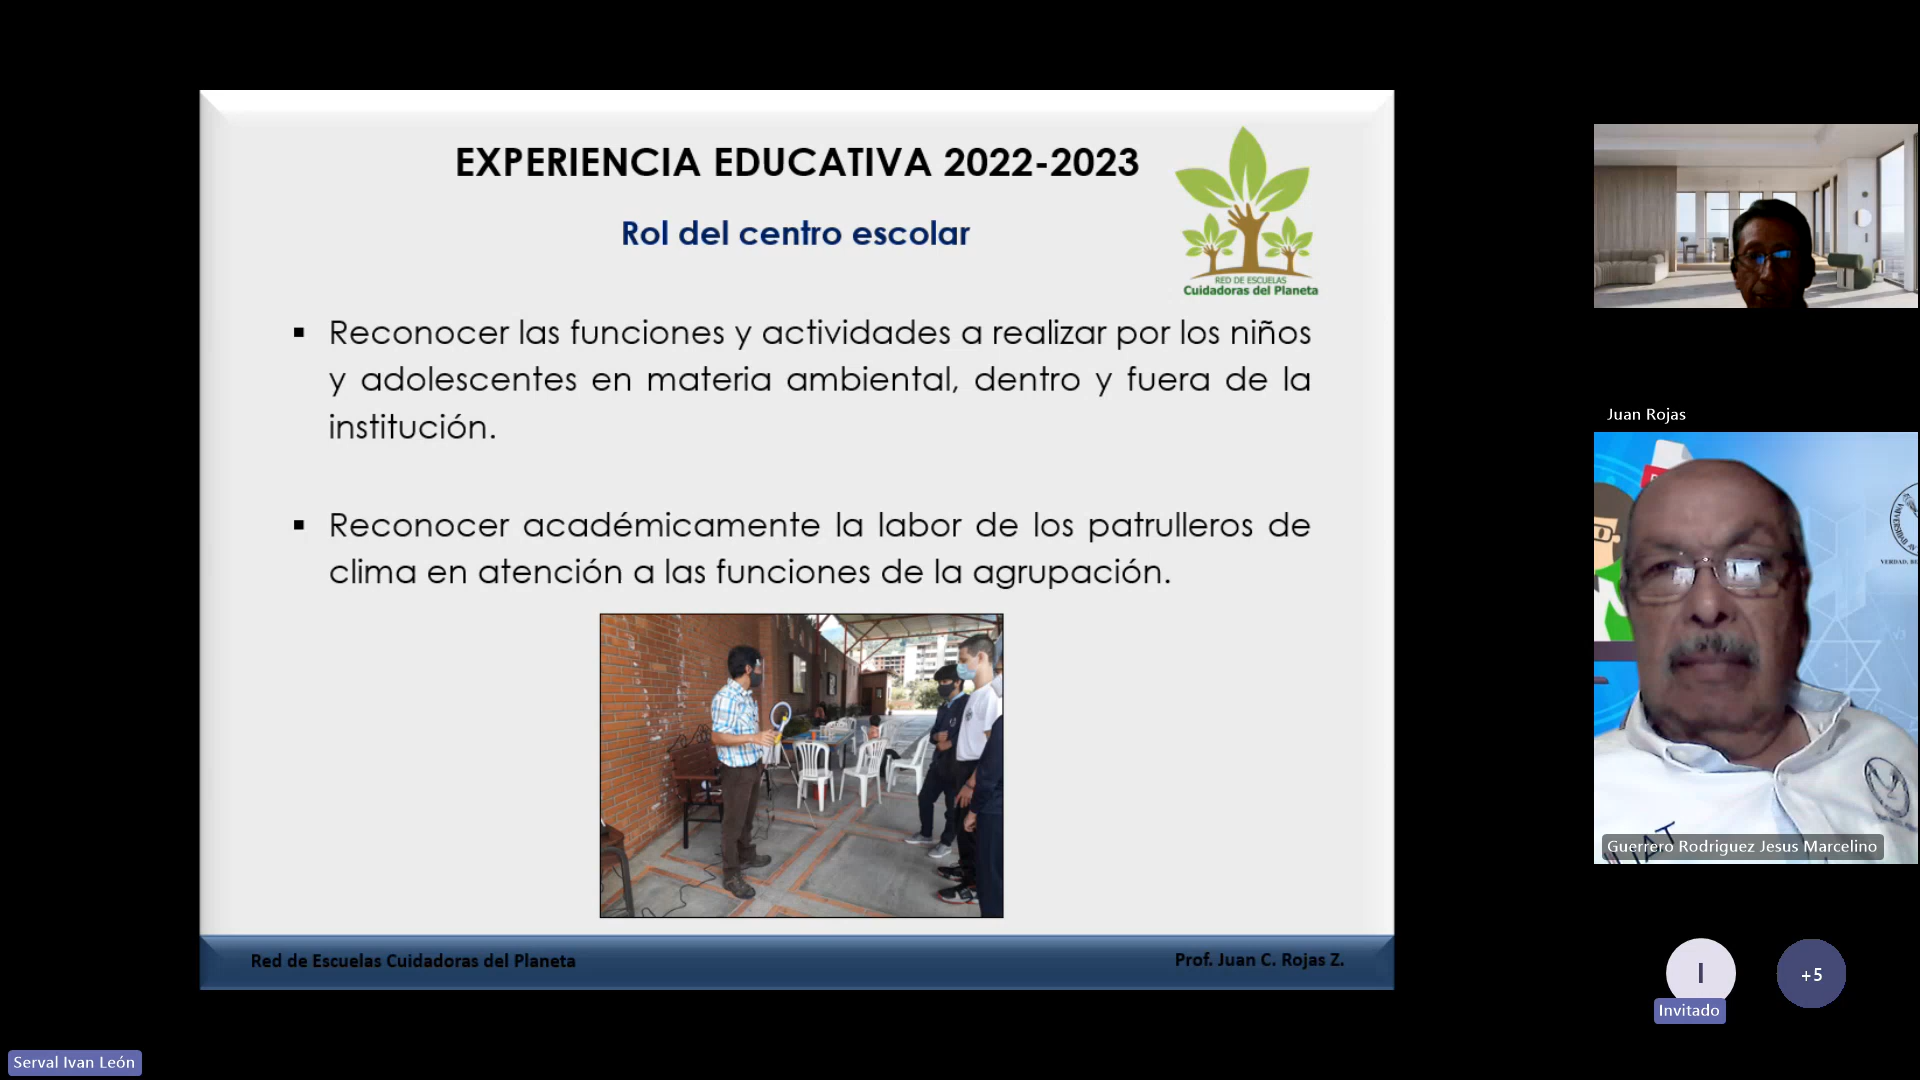 EXPERIENCIA EDUCATIVA 2022-2023
Rol del centro escolar
RED DE ESCUELAS
Cuidadoras del Planeta
▪ Reconocer las funciones y actividades a realizar por los niños
y adolescentes en materia ambiental, dentro y fuera de la
institución.
▪ Reconocer académicamente la labor de los patrulleros de
clima en atención a las funciones de la agrupación.
Red de Escuelas Cuidadoras del Planeta
Prof. Juan C. Rojas Z.
Juan Rojas
VERDAD, BE
UAT
Guerrero Rodriguez Jesus Marcelino
I
Invitado
+5
Serval Ivan León